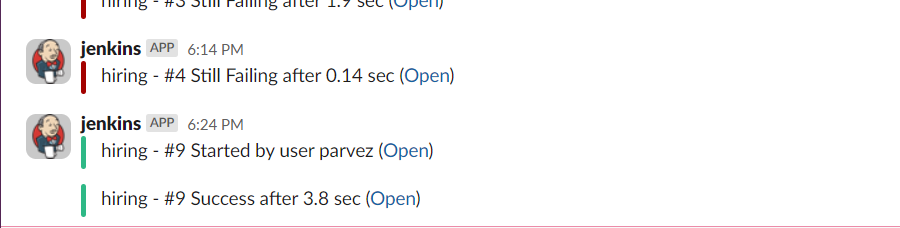 hiring - #3 Still Failing after 1.9 sec (Open)
jenkins APP 6:14 PM
hiring - #4 Still Failing after 0.14 sec (Open)
jenkins APP 6:24 PM
hiring - #9 Started by user parvez (Open)
hiring - #9 Success after 3.8 sec (Open)